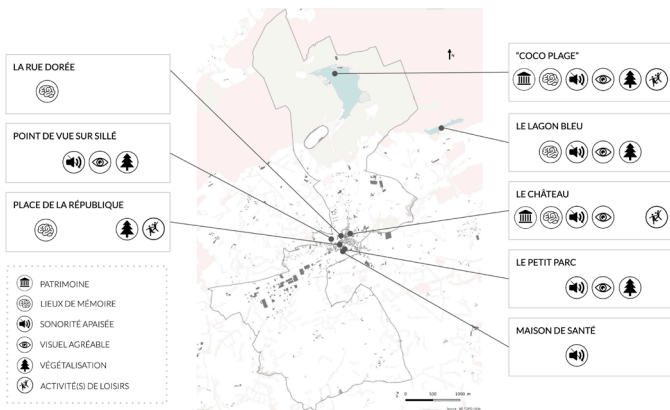 LA RUE DORÉE
POINT DE VUE SUR SILLÉ
PLACE DE LA RÉPUBLIQUE
PATRIMOINE
LIEUX DE MÉMOIRE
SONORITÉ APAISÉE
VISUEL AGRÉABLE
VÉGÉTALISATION
ACTIVITÉ(S) DE LOISIRS
"COCO PLAGE"
LE LAGON BLEU
LE CHÂTEAU
LE PETIT PARC
MAISON DE SANTÉ
N
0 500 1000 m